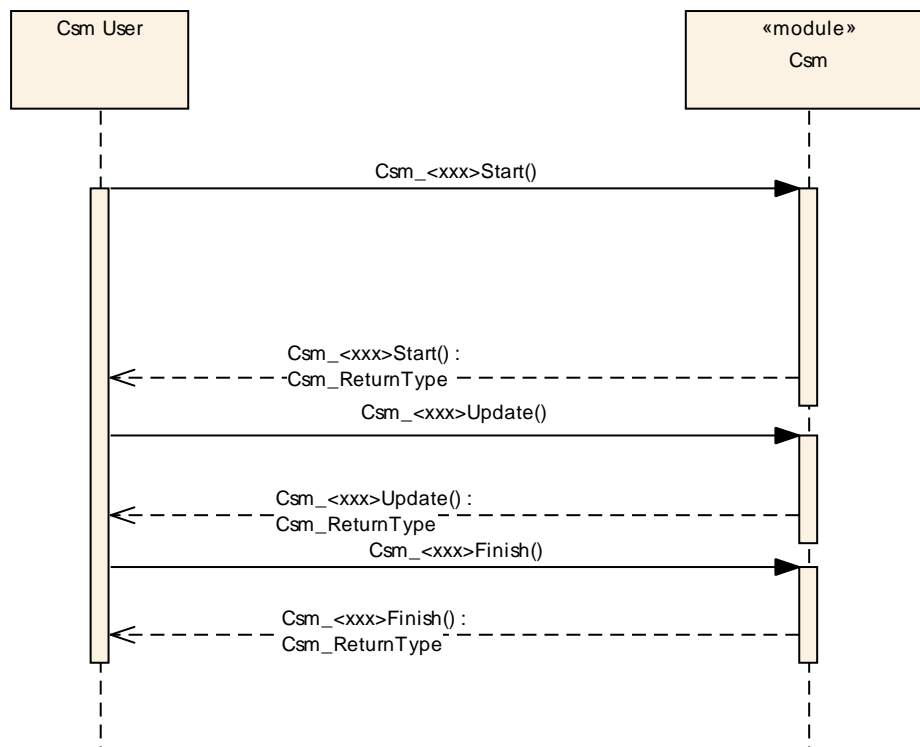 Csm User
«module»
Csm
Csm_<xxx>Start()
Csm_<xxx>Start() :
Csm_ReturnType
Csm_<xxx>Update()
Csm_<xxx>Update() :
Csm_ReturnType
Csm_<xxx>Finish()
Csm_<xxx>Finish() :
Csm_ReturnType